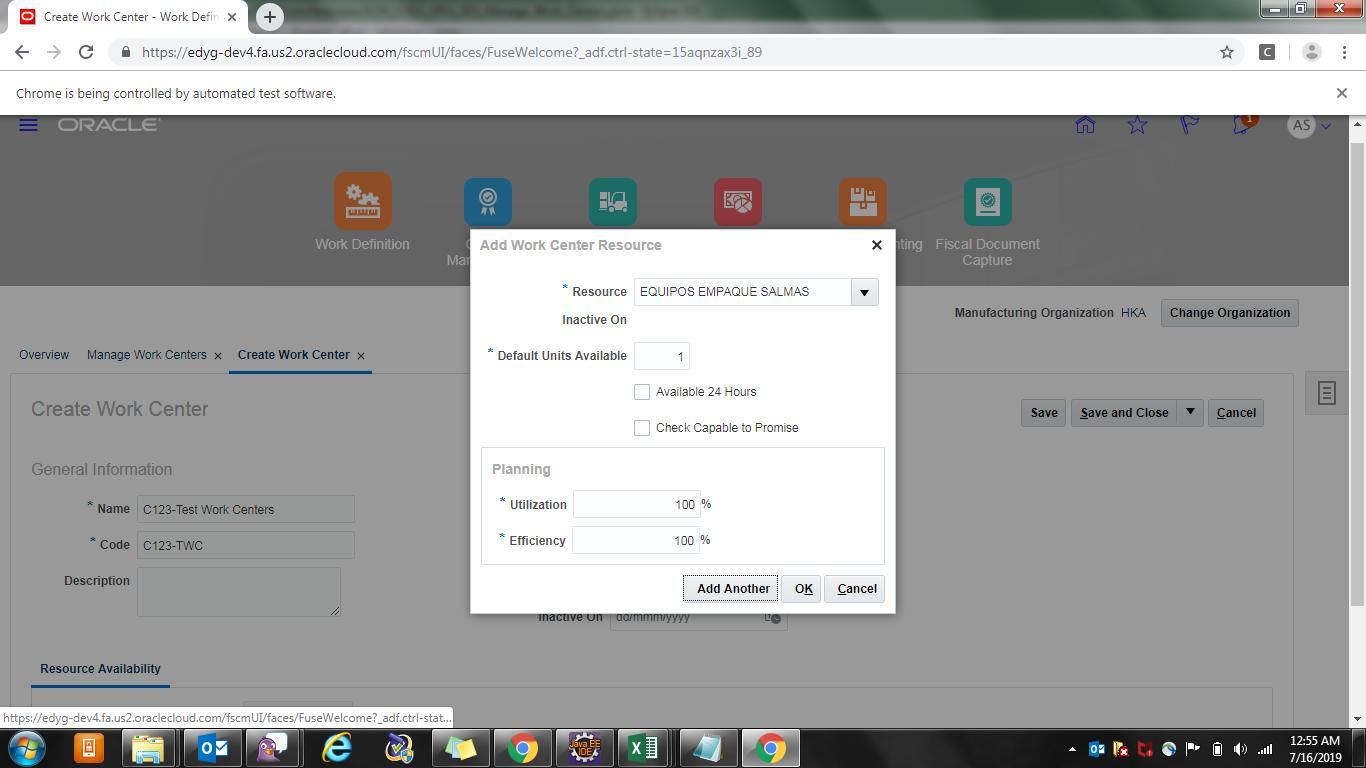 Create Work Center - Work Defin
https://edyg-dev4.fa.us2.oraclecloud.com/fscmUI/faces/FuseWelcome?_adf.ctrl-state=15aqnzax3i_89
C
Chrome is being controlled by automated test software.
ORACLE
1
AS
Work Definition
nting
Fiscal Document
Capture
Add Work Center Resource
* Resource EQUIPOS EMPAQUE SALMAS
Inactive On
* Default Units Available 1
Available 24 Hours
Check Capable to Promise
Planning
* Utilization 100 %
* Efficiency 100 %
Add Another OK Cancel
Manufacturing Organization HKA Change Organization
Overview Manage Work Centers Create Work Center
Create Work Center
Save Save and Close Cancel
General Information
* Name C123-Test Work Centers
* Code C123-TWC
Description
Inactive On dd/mmm/yyyy
Resource Availability
https://edyg-dev4.fa.us2.oraclecloud.com/fscmUI/faces/FuseWelcome?_adf.ctrl-stat...
Java EE
IDE
12:55 AM
7/16/2019